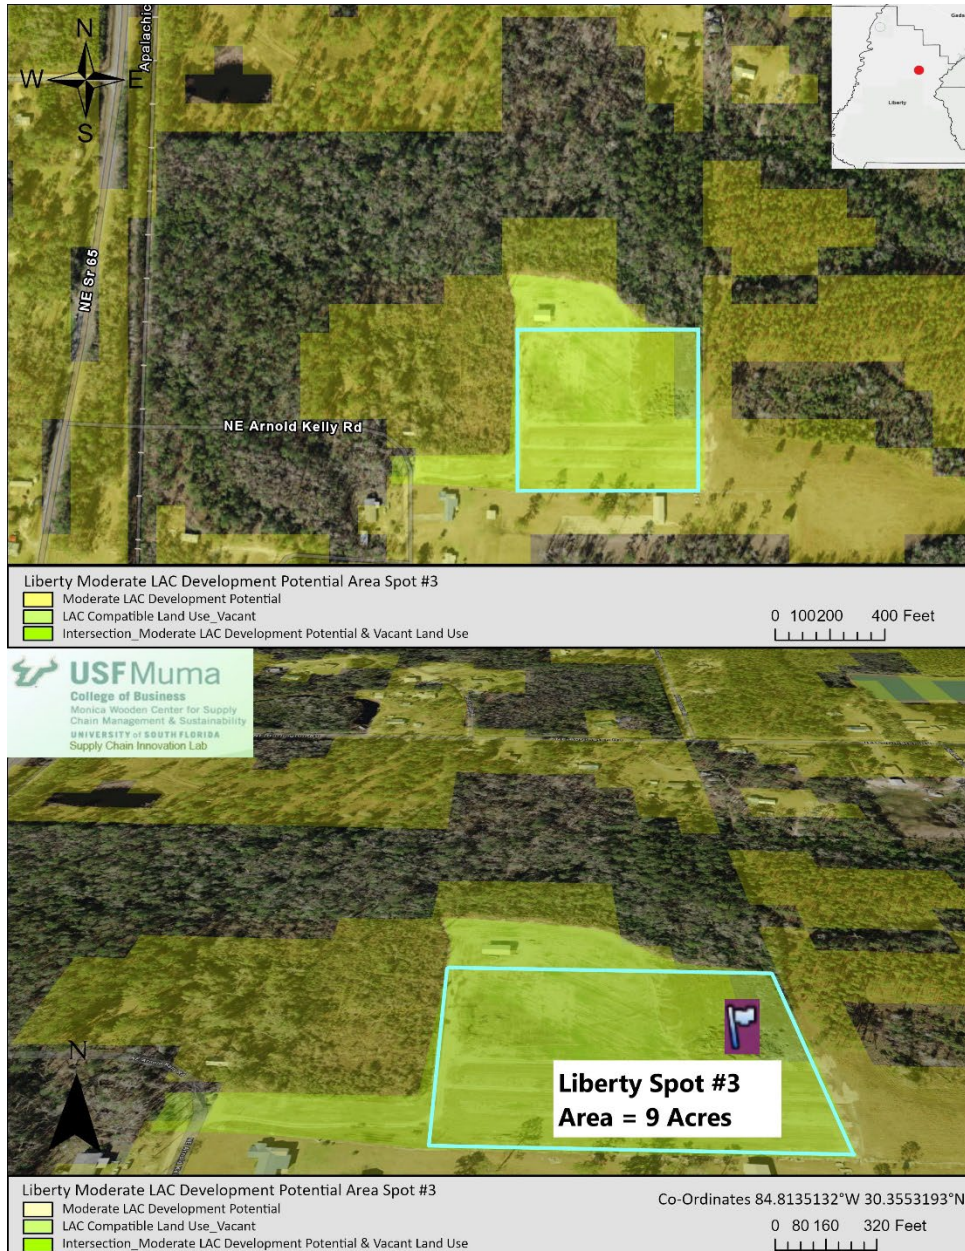 N
W E
S
Apalachic
Gads
Liberty
NE Sr 65
NE Arnold Kelly Rd
Liberty Moderate LAC Development Potential Area Spot #3
Moderate LAC Development Potential
LAC Compatible Land Use_Vacant
Intersection_Moderate LAC Development Potential & Vacant Land Use
0 100200 400 Feet
USF Muma
College of Business
Monica Wooden Center for Supply
Chain Management & Sustainability
UNIVERSITY of SOUTH FLORIDA
Supply Chain Innovation Lab
N
Liberty Spot #3
Area = 9 Acres
Liberty Moderate LAC Development Potential Area Spot #3
Moderate LAC Development Potential
LAC Compatible Land Use_Vacant
Intersection_Moderate LAC Development Potential & Vacant Land Use
Co-Ordinates 84.8135132°W 30.3553193°N
0 80 160 320 Feet